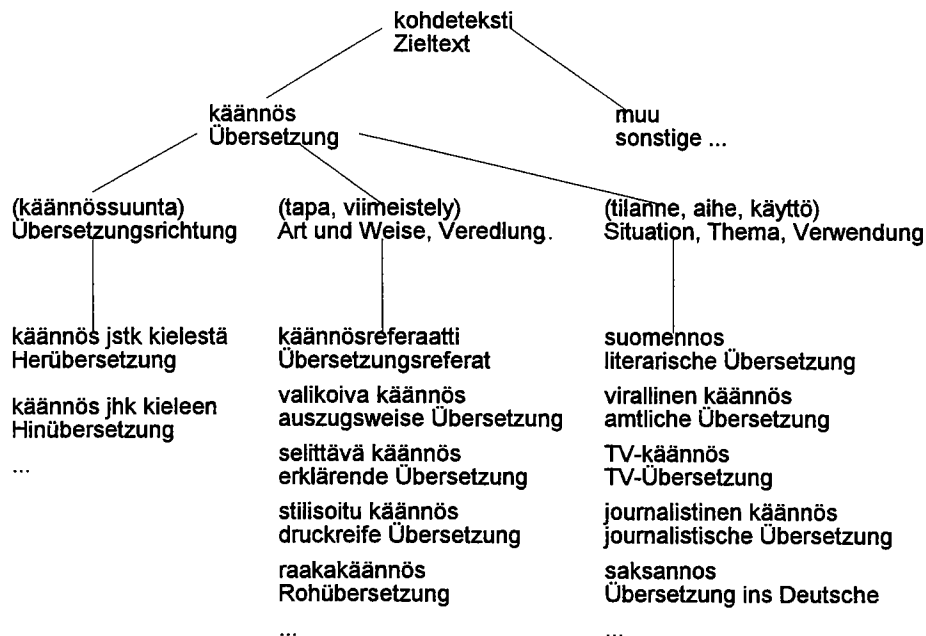 kohdeteksti
Zieltext
käännös
Übersetzung
muu
sonstige ...
(käännössuunta)
Übersetzungsrichtung
(tapa, viimeistely)
Art und Weise, Veredlung.
(tilanne, aihe, käyttö)
Situation, Thema, Verwendung
käännös jstk kielestä
Herübersetzung
käännös jhk kieleen
Hinübersetzung
...
käännösreferaatti
Übersetzungsreferat
valikoiva käännös
auszugsweise Übersetzung
selittävä käännös
erklärende Übersetzung
stilisoitu käännös
druckreife Übersetzung
raakakäännös
Rohübersetzung
...
suomennos
literarische Übersetzung
virallinen käännös
amtliche Übersetzung
TV-käännös
TV-Übersetzung
journalistinen käännös
journalistische Übersetzung
saksannos
Übersetzung ins Deutsche
...